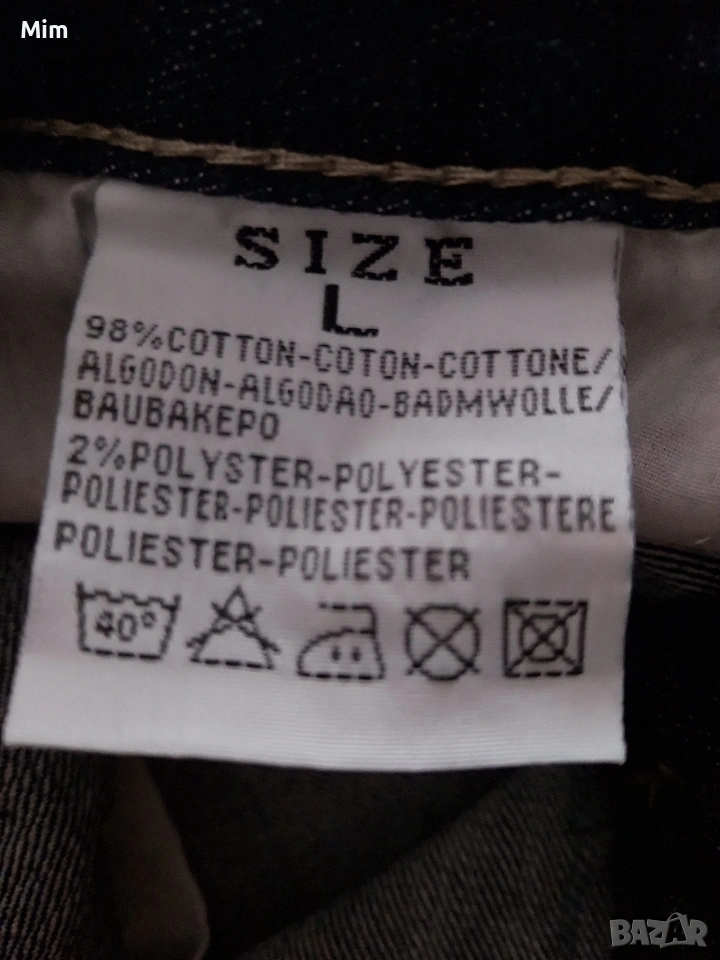 Mim
SIZE
L
98%COTTON-COTON-COTTONE/
ALGODON-ALGODAO-BADMWOLLE/
BAUBAKEPO
2%POLYSTER-POLYESTER-
POLIESTER-POLIESTER-POLIESTERE
POLIESTER-POLIESTER
40°
BAZAR